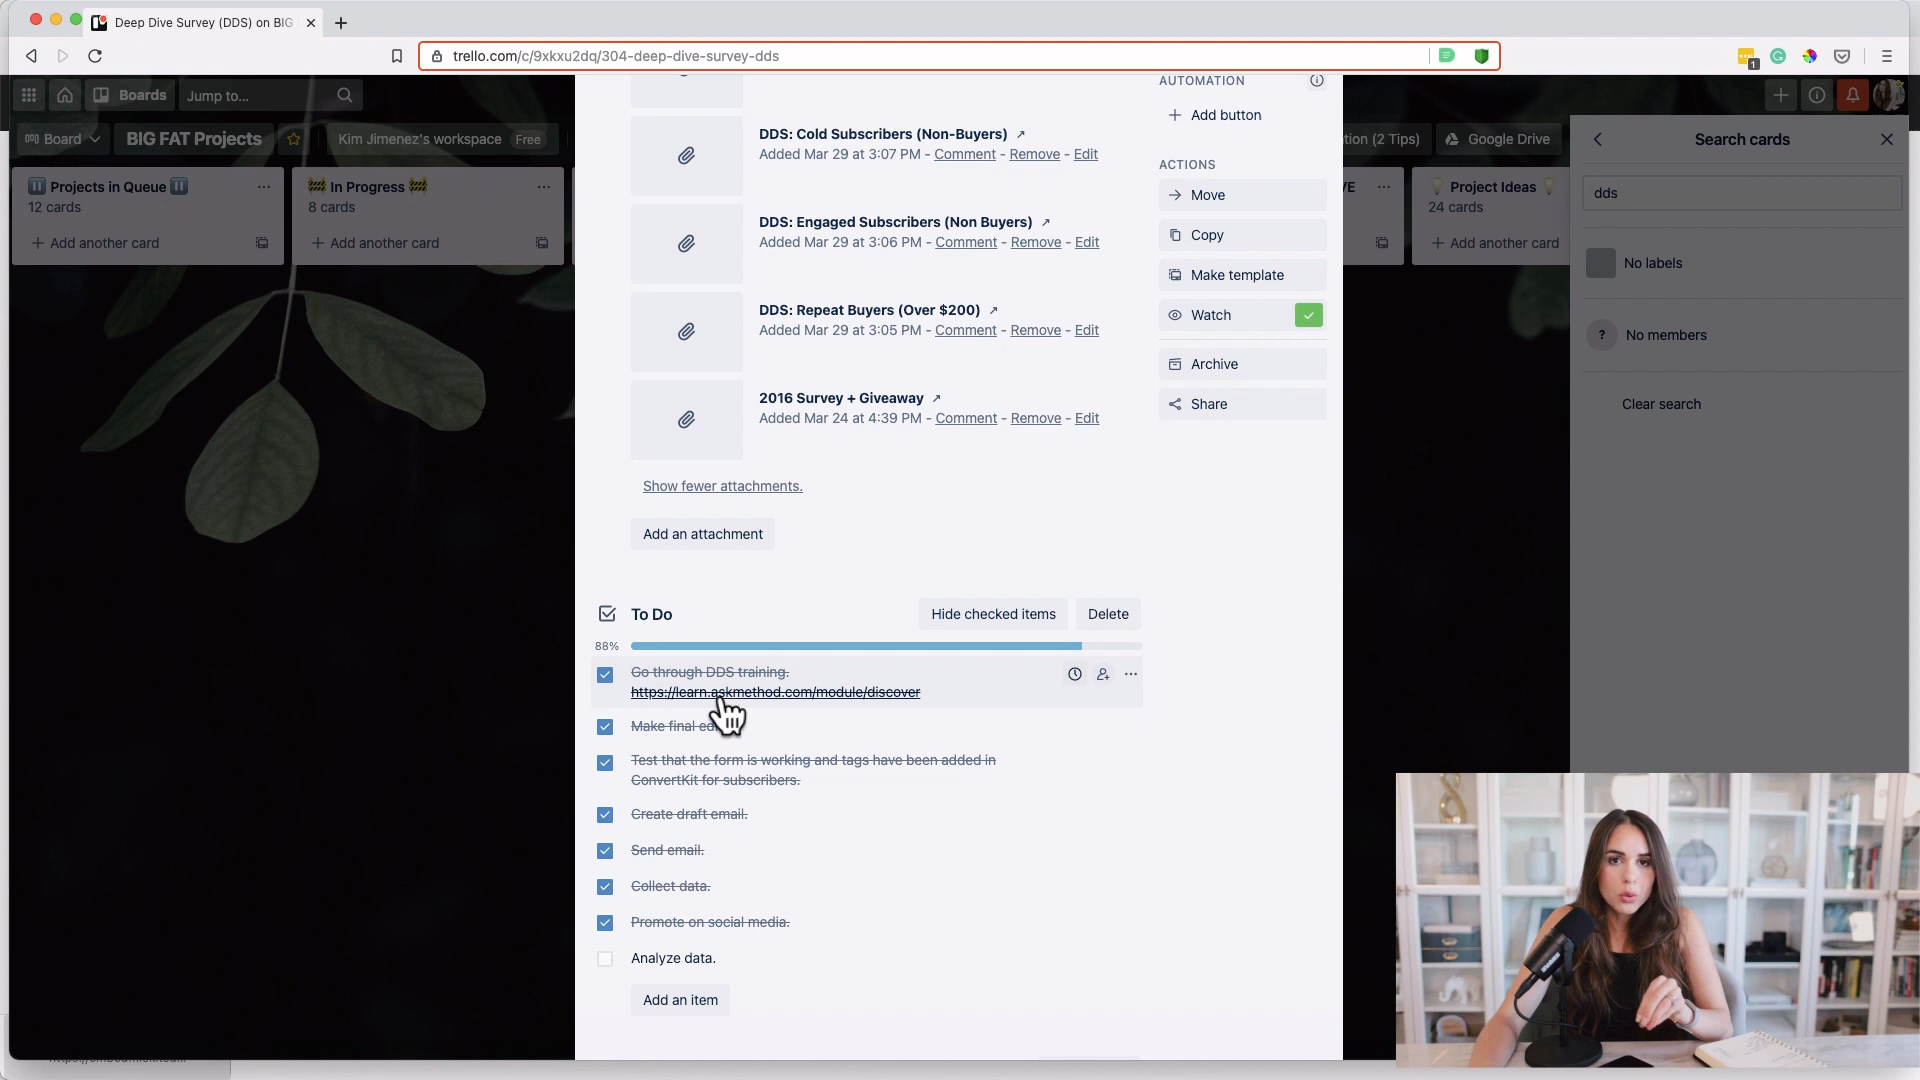 Deep Dive Survey (DDS) on BIG
trello.com/c/9xkxu2dq/304-deep-dive-survey-dds
1
Boards
Jump to...
Board
BIG FAT Projects
Kim Jimenez's workspace
Free
tion (2 Tips)
Google Drive
Projects in Queue
12 cards
Add another card
In Progress
8 cards
Add another card
VE
Project Ideas
24 cards
Add another card
DDS: Cold Subscribers (Non-Buyers)
Added Mar 29 at 3:07 PM - Comment - Remove - Edit
DDS: Engaged Subscribers (Non Buyers)
Added Mar 29 at 3:06 PM - Comment - Remove - Edit
DDS: Repeat Buyers (Over $200)
Added Mar 29 at 3:05 PM - Comment - Remove - Edit
2016 Survey + Giveaway
Added Mar 24 at 4:39 PM - Comment - Remove - Edit
Show fewer attachments.
Add an attachment
To Do
Hide checked items
Delete
88%
Go through DDS training.
https://learn.askmethod.com/module/discover
Make final ed
Test that the form is working and tags have been added in
ConvertKit for subscribers.
Create draft email.
Send email.
Collect data.
Promote on social media.
Analyze data.
Add an item
AUTOMATION
Add button
ACTIONS
Move
Copy
Make template
Watch
Archive
Share
Search cards
dds
No labels
? No members
Clear search